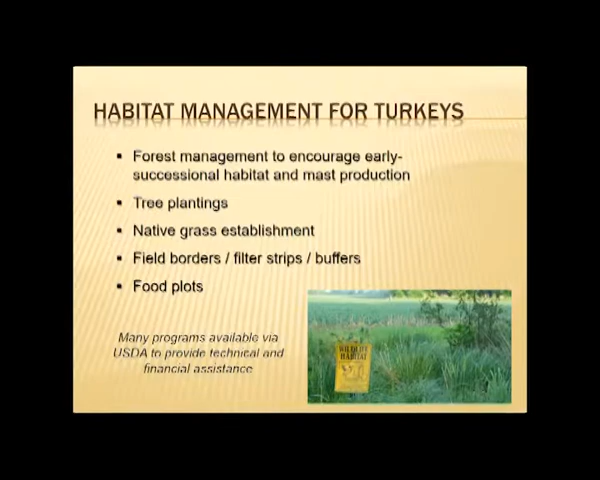 HABITAT MANAGEMENT FOR TURKEYS
▪ Forest management to encourage early-
successional habitat and mast production
▪ Tree plantings
▪ Native grass establishment
▪ Field borders / filter strips / buffers
▪ Food plots
Many programs available via
USDA to provide technical and
financial assistance
WILDLIFE
HABITAT